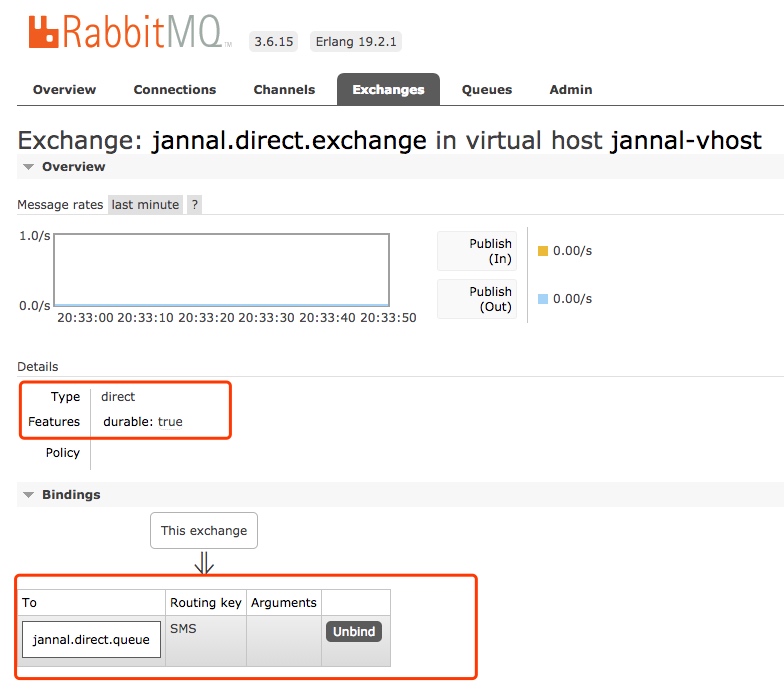 RabbitMQ TM 3.6.15 Erlang 19.2.1
Overview Connections Channels Exchanges Queues Admin
Exchange: jannal.direct.exchange in virtual host jannal-vhost
Overview
Message rates last minute ?
1.0/s
0.0/s
20:33:00 20:33:10 20:33:20 20:33:30 20:33:40 20:33:50
Publish
(In)
0.00/s
Publish
(Out)
0.00/s
Details
Type direct
Features durable: true
Policy
Bindings
This exchange
To Routing key Arguments
jannal.direct.queue SMS Unbind